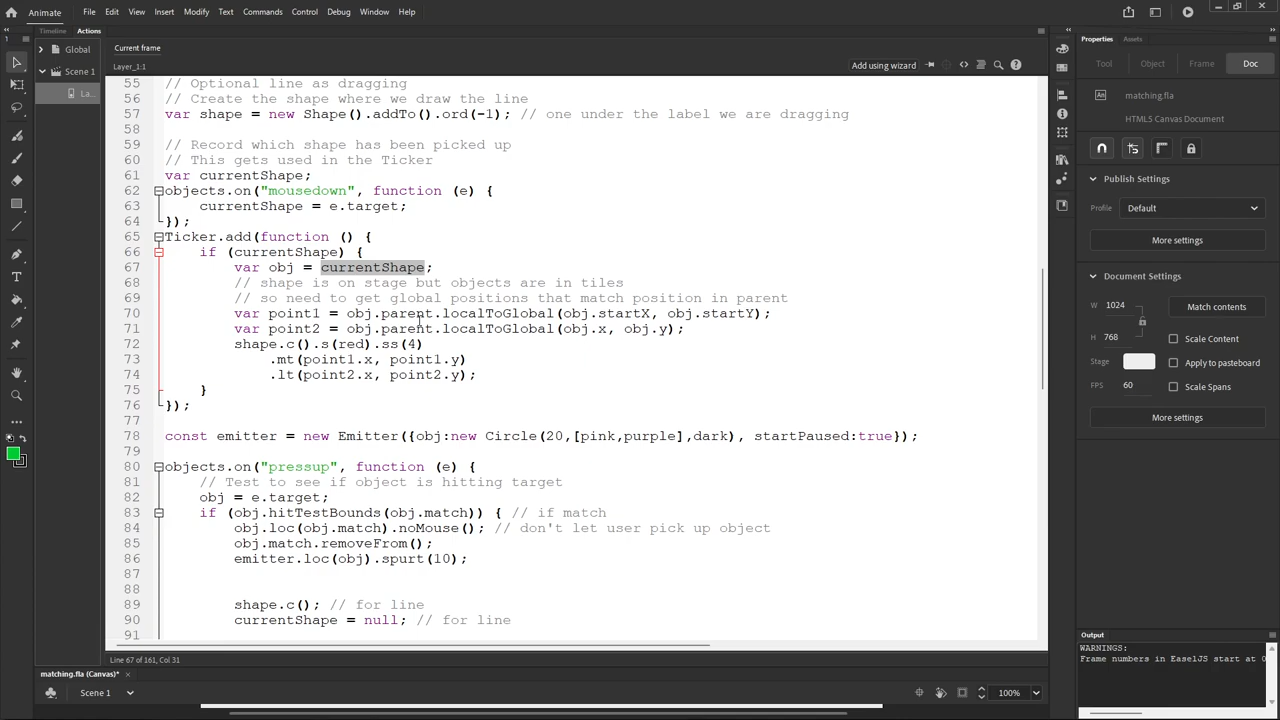 Animate File Edit View Insert Modify Text Commands Control Debug Window Help
Timeline Actions
Properties Assets
Global
Current frame
Tool Object Frame Doc
Layer_1:1
Add using wizard
Scene 1
La...
matching.fla
HTML5 Canvas Document
55 // Optional line as dragging
56 // Create the shape where we draw the line
57 var shape = new Shape().addTo().ord(-1); // one under the label we are dragging
58
59 // Record which shape has been picked up
60 // This gets used in the Ticker
61 var currentShape;
62 objects.on("mousedown", function (e) {
63 currentShape = e.target;
64 });
65 Ticker.add(function () {
66 if (currentShape) {
67 var obj = currentShape;
68 // shape is on stage but objects are in tiles
69 // so need to get global positions that match position in parent
70 var point1 = obj.parent.localToGlobal(obj.startX, obj.startY);
71 var point2 = obj.parent.localToGlobal(obj.x, obj.y);
72 shape.c().s(red).ss(4)
73 .mt(point1.x, point1.y)
74 .lt(point2.x, point2.y);
75 }
76 });
77
78 const emitter = new Emitter({obj:new Circle(20,[pink,purple],dark), startPaused:true});
79
80 objects.on("pressup", function (e) {
81 // Test to see if object is hitting target
82 obj = e.target;
83 if (obj.hitTestBounds(obj.match)) { // if match
84 obj.loc(obj.match).noMouse(); // don't let user pick up object
85 obj.match.removeFrom();
86 emitter.loc(obj).spurt(10);
87
88
89 shape.c(); // for line
90 currentShape = null; // for line
91
Publish Settings
Profile Default
More settings
Document Settings
W 1024 Match contents
H 768 Scale Content
Stage Apply to pasteboard
FPS 60 Scale Spans
More settings
Output
WARNINGS:
Frame numbers in EaselJS start at 0
Line 67 of 161, Col 31
matching.fla (Canvas)*
Scene 1
100%